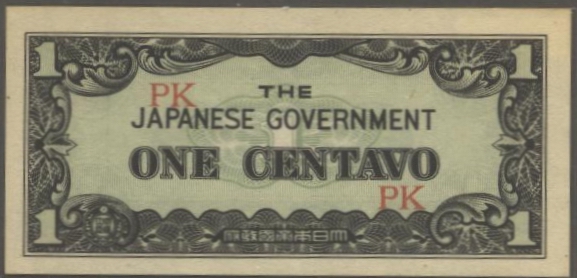 1 1
PK
THE
JAPANESE GOVERNMENT
ONE CENTAVO
PK
1 1